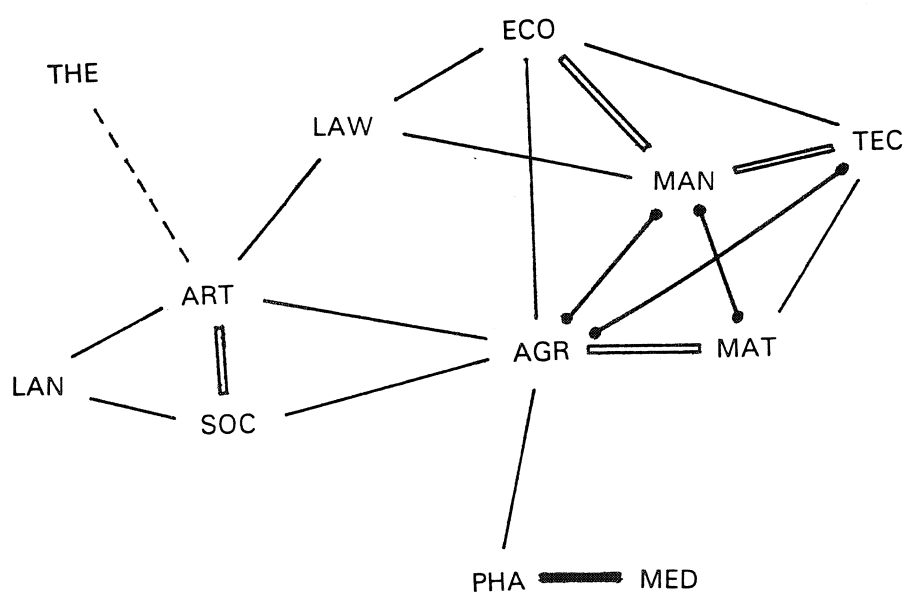 ECO
THE
LAW
TEC
MAN
ART
AGR
MAT
LAN
SOC
PHA
MED